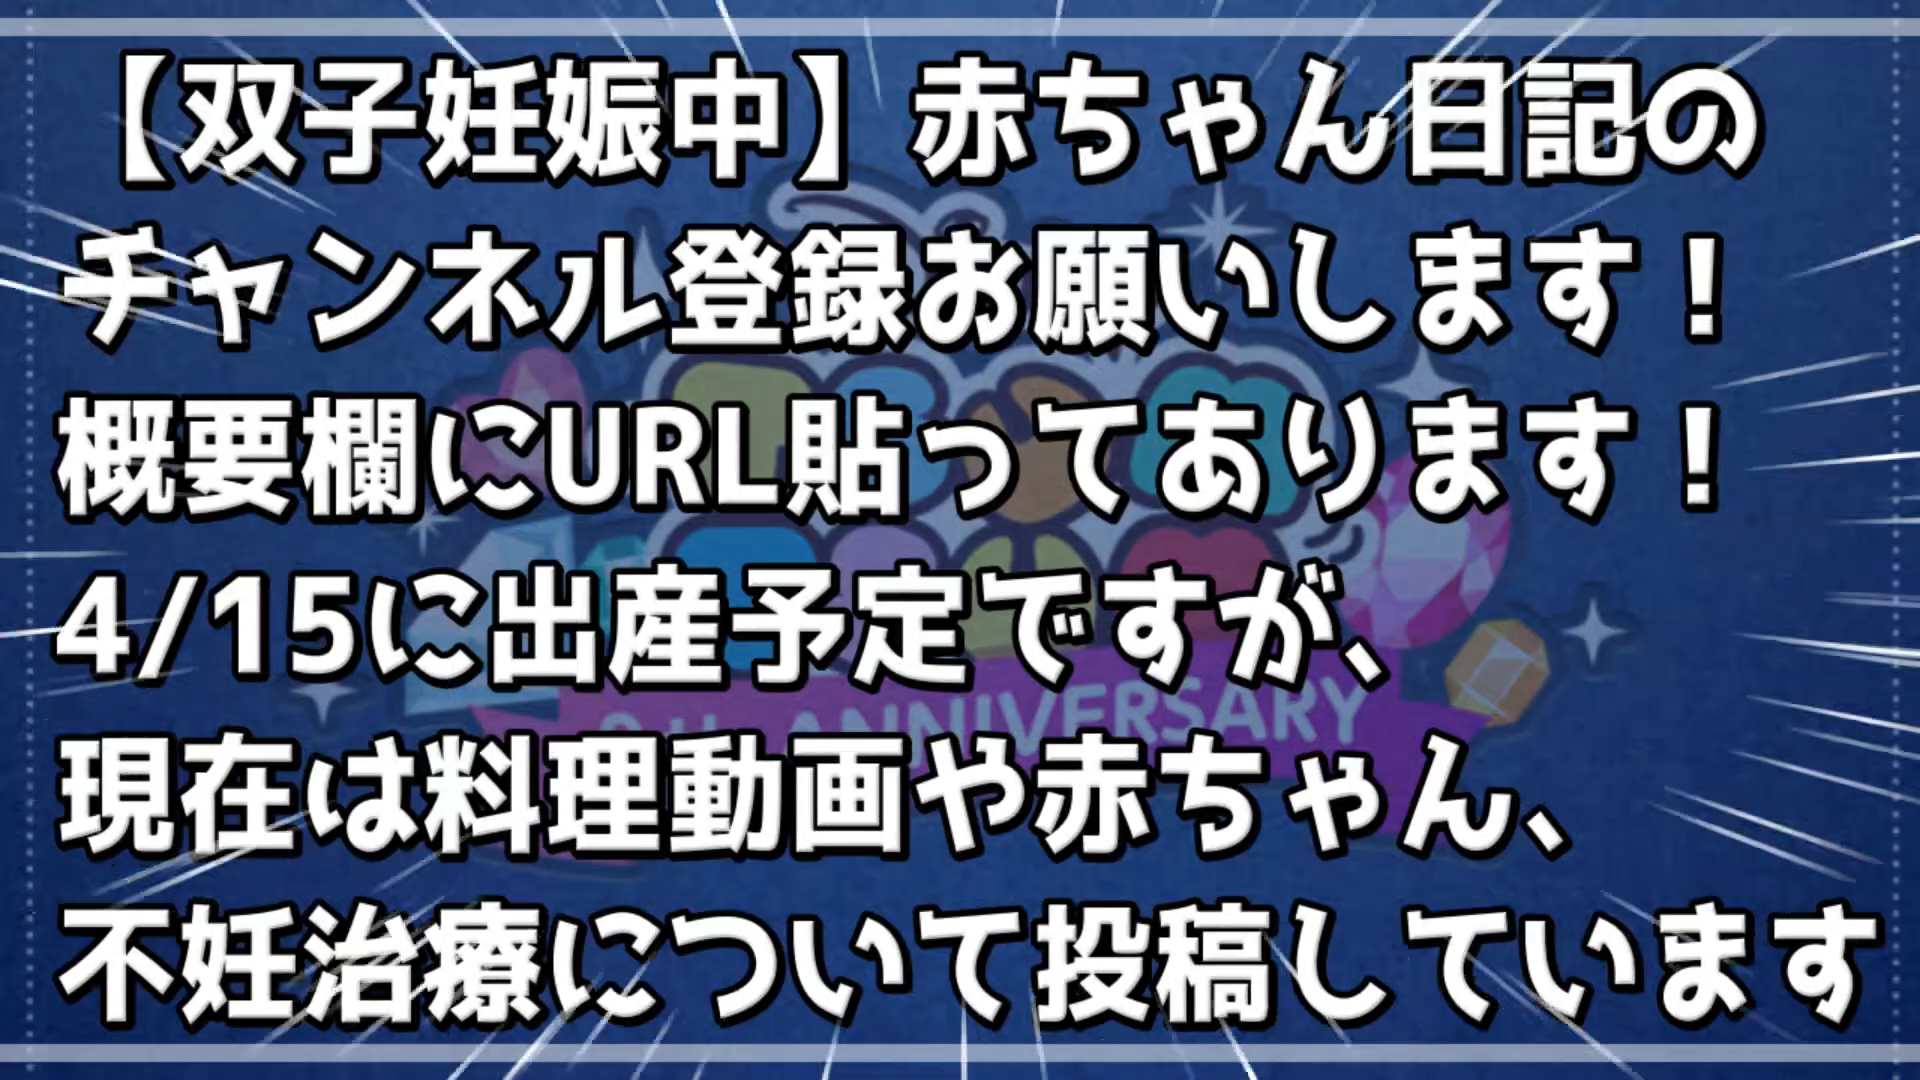 【双子妊娠中】赤ちゃん日記の
チャンネル登録お願いします！
概要欄にURL貼ってあります！
4/15に出産予定ですが、
現在は料理動画や赤ちゃん、
不妊治療について投稿しています
ANNIVERSARY